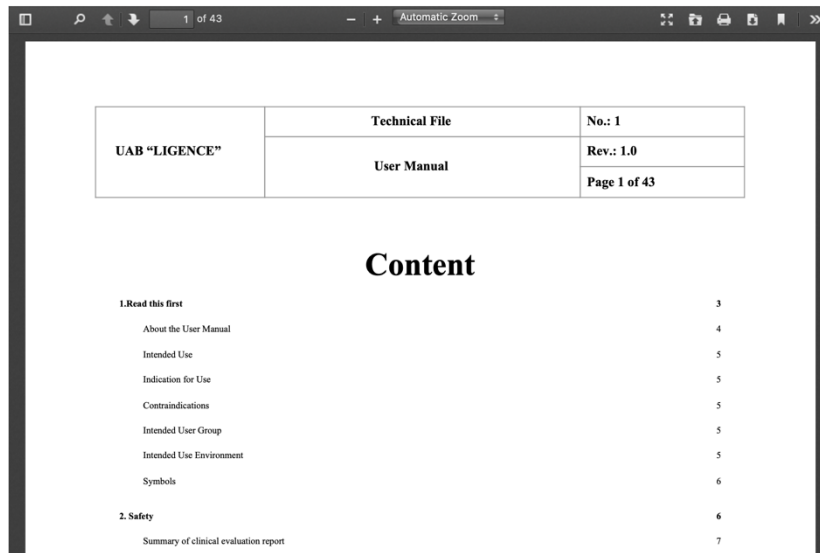 1 of 43
Automatic Zoom
UAB “LIGENCE”
Technical File
No.: 1
User Manual
Rev.: 1.0
Page 1 of 43
Content
1.Read this first 3
About the User Manual 4
Intended Use 5
Indication for Use 5
Contraindications 5
Intended User Group 5
Intended Use Environment 5
Symbols 6
2. Safety 6
Summary of clinical evaluation report 7